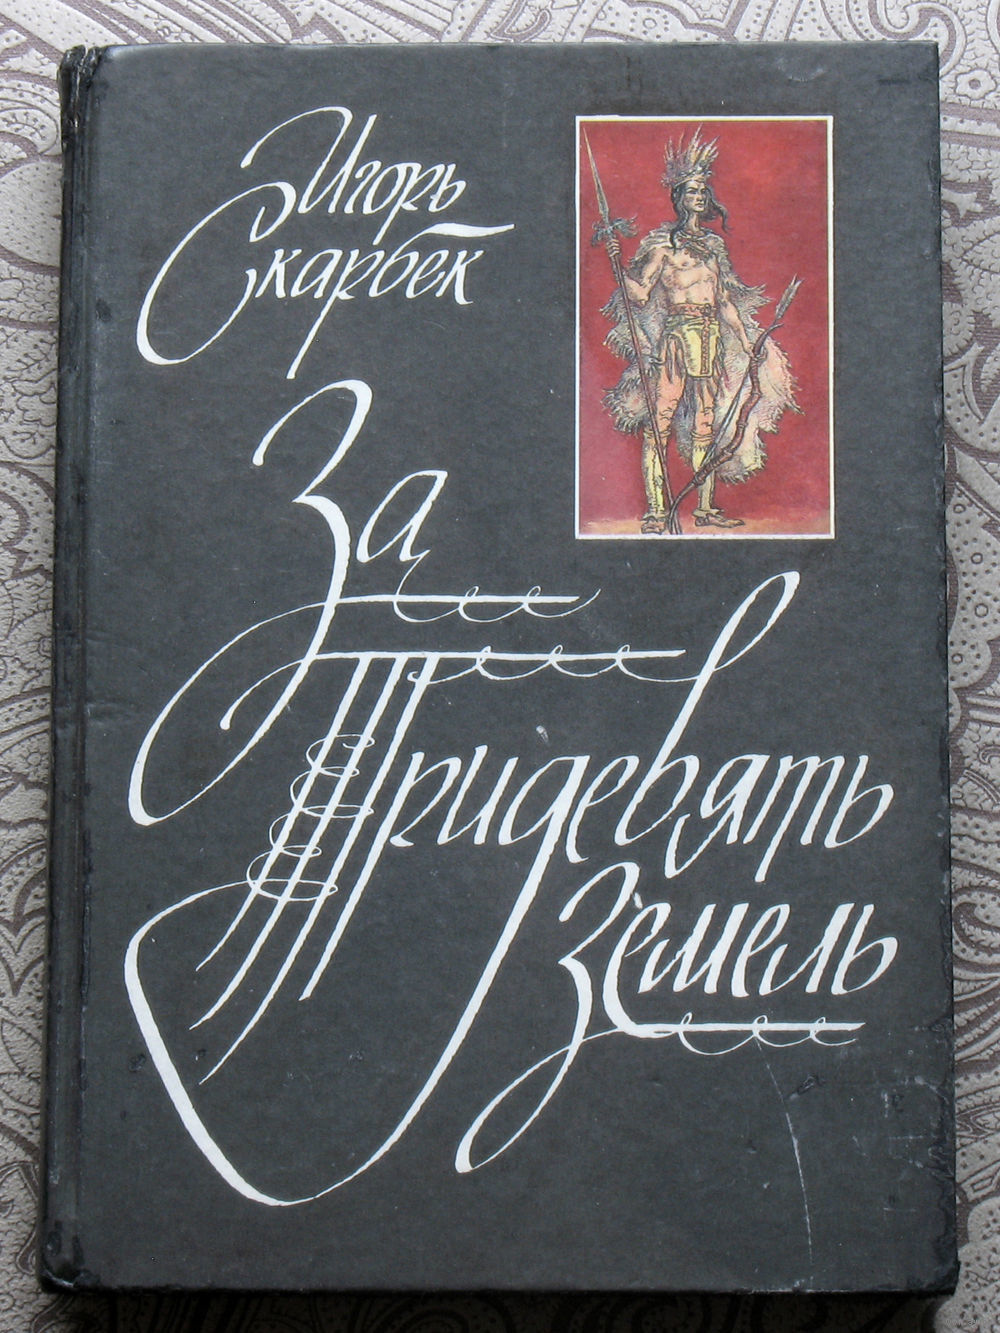 Игорь
Скарбек
За
Тридевять
Земель